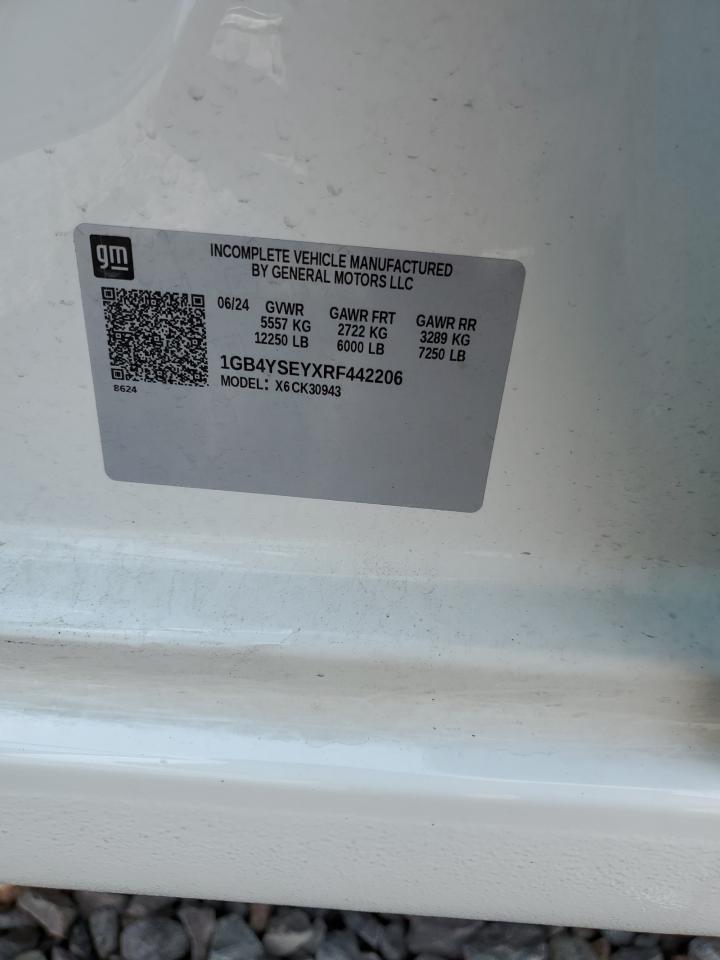 gm
INCOMPLETE VEHICLE MANUFACTURED
BY GENERAL MOTORS LLC
06/24 GVWR GAWR FRT GAWR RR
5557 KG 2722 KG 3289 KG
12250 LB 6000 LB 7250 LB
1GB4YSEYXRF442206
MODEL: X6CK30943
8624